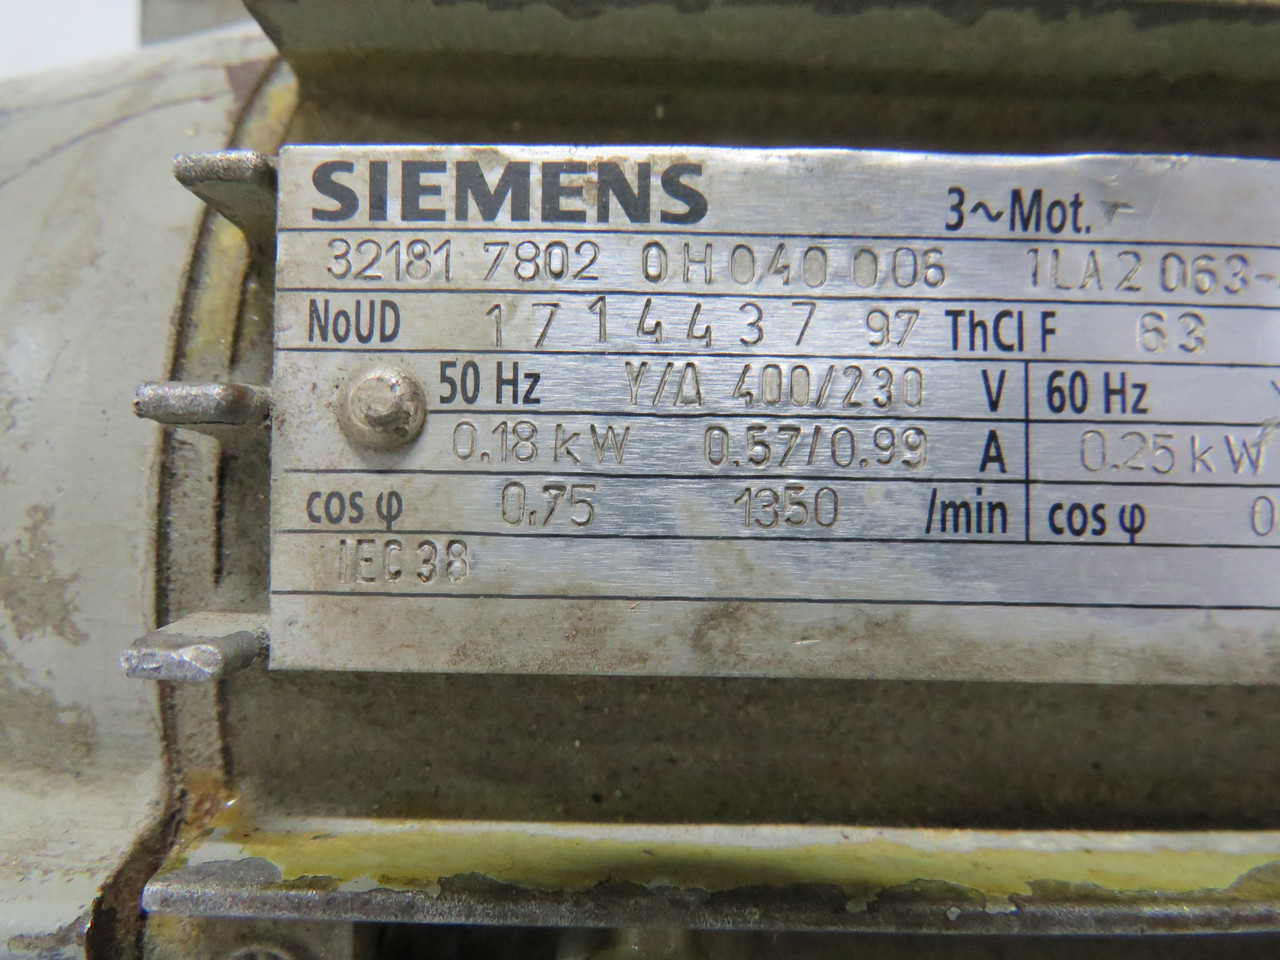 SIEMENS 3~Mot.
32181 7802 0H 040 006 1LA2 063-
NoUD 1714437 97 ThCl F 63
50 Hz Y/Δ 400/230 V 60 Hz
0.18 kW 0.57/0.99 A 0.25 kW
cos φ 0.75 1350 /min cos φ 0
IEC 38